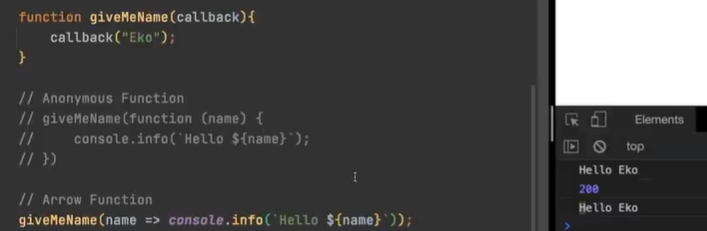 function giveMeName(callback){
    callback("Eko");
}
// Anonymous Function
// giveMeName(function (name) {
//     console.info(`Hello ${name}`);
// })
// Arrow Function
giveMeName(name => console.info(`Hello ${name}`));
Elements
top
Hello Eko
200
Hello Eko
>